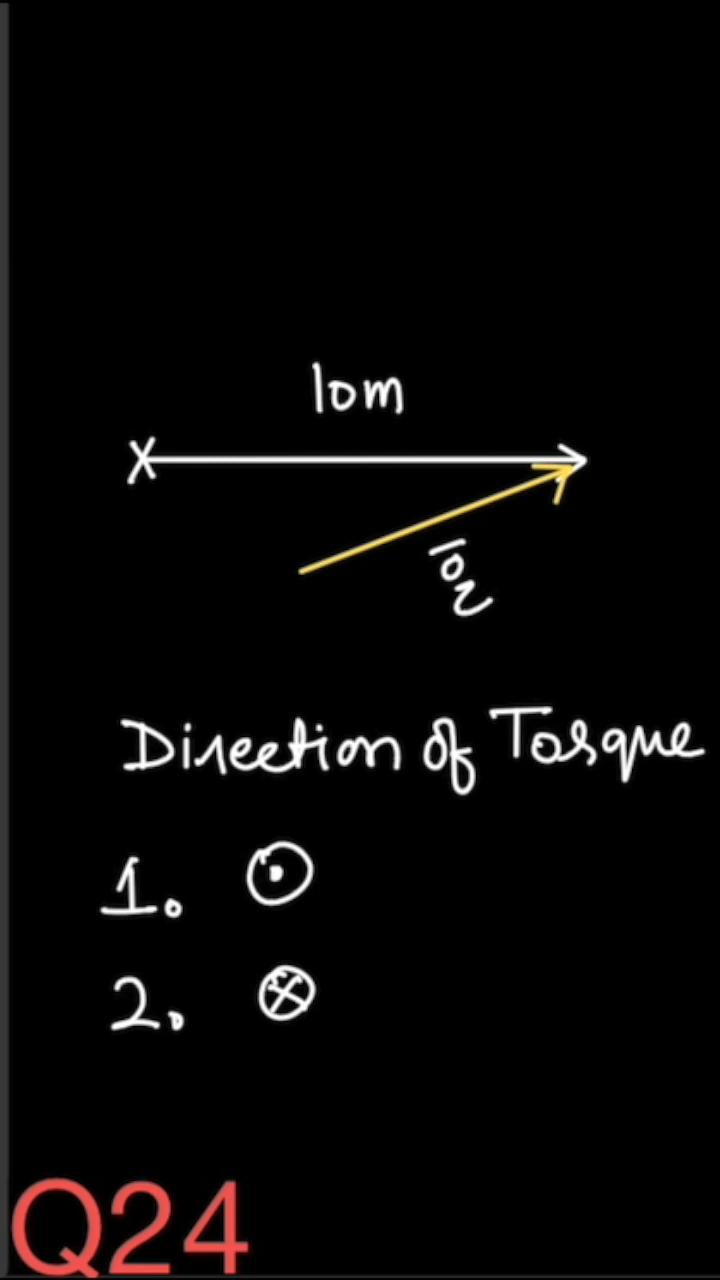 10m
X
10N
Direction of Torque
1. ⊙
2. ⊗
Q24